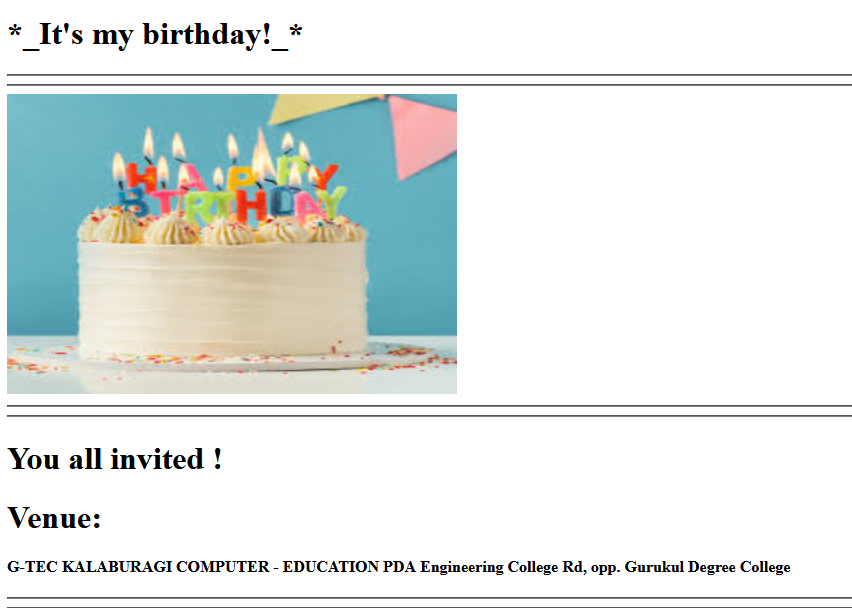 *_It's my birthday!_*
HAPPY
BIRTHDAY
You all invited !
Venue:
G-TEC KALABURAGI COMPUTER - EDUCATION PDA Engineering College Rd, opp. Gurukul Degree College